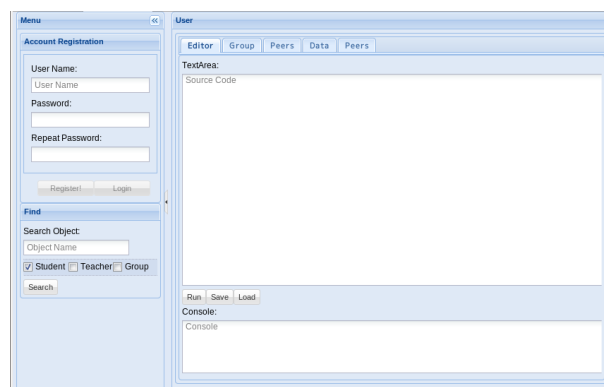 Menu
Account Registration
User Name:
User Name
Password:
Repeat Password:
Register! Login
Find
Search Object:
Object Name
Student Teacher Group
Search
User
Editor Group Peers Data Peers
TextArea:
Source Code
Run Save Load
Console:
Console